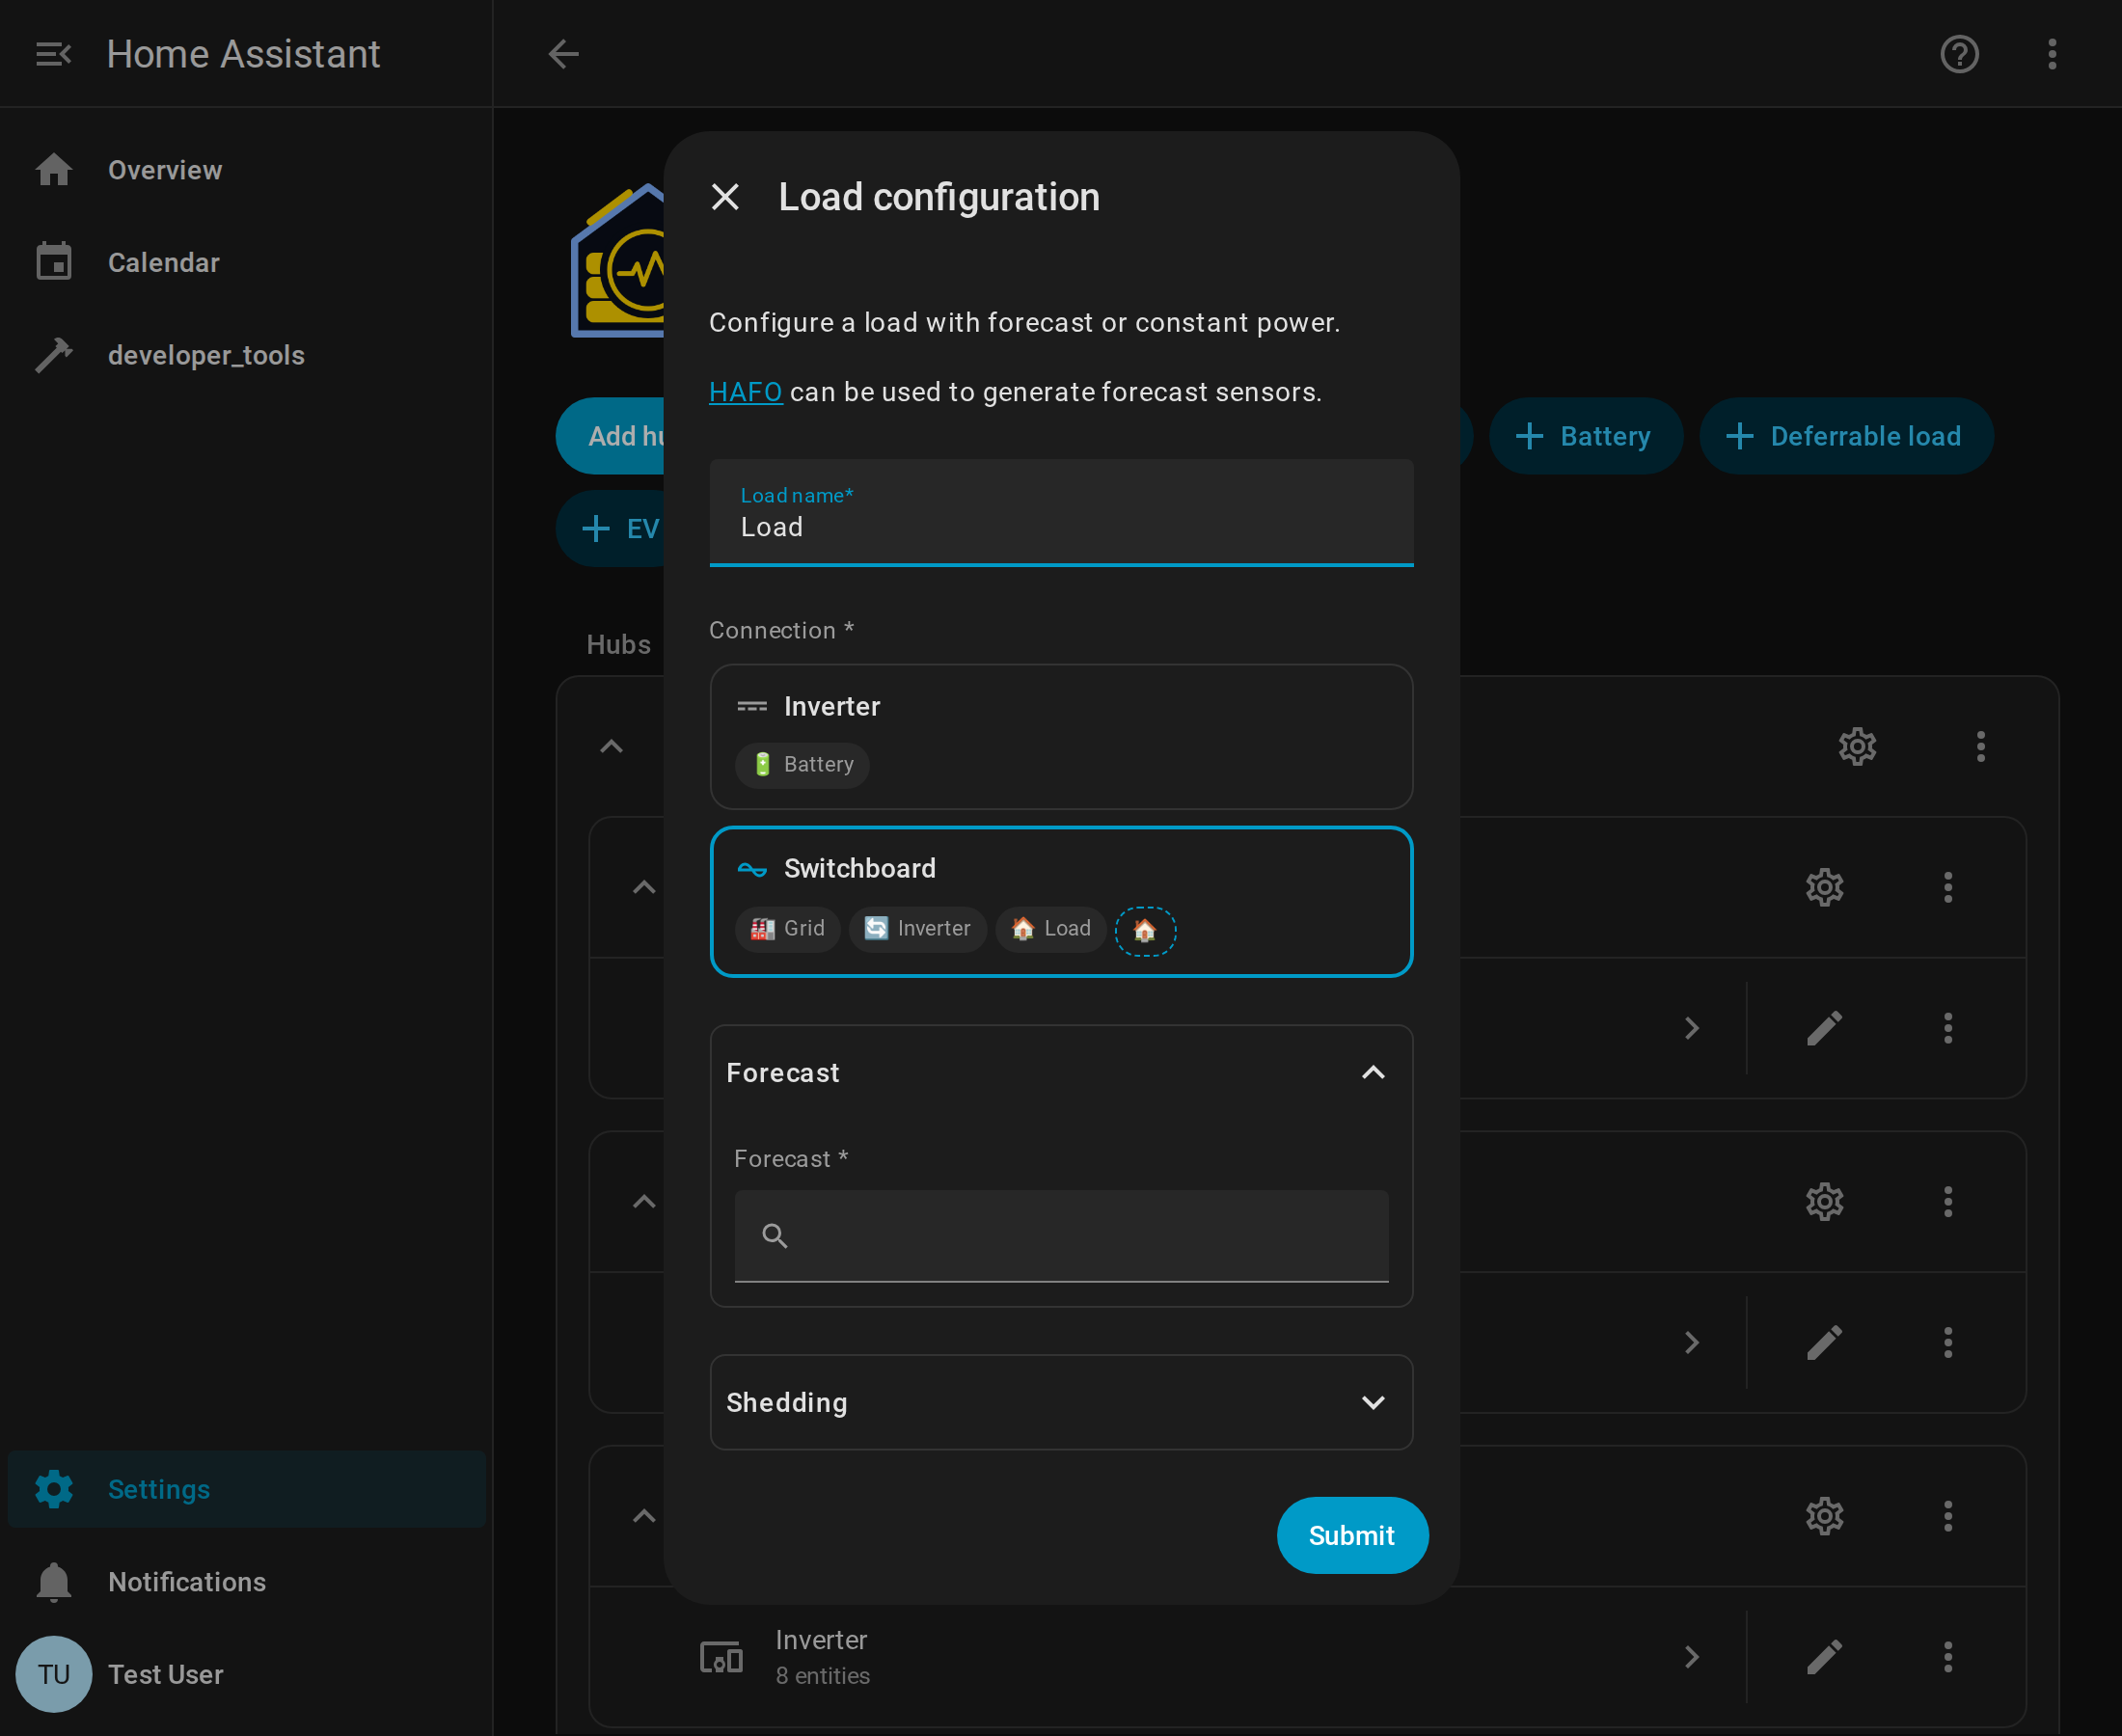 Home Assistant
Overview
Calendar
developer_tools
Settings
Notifications
TU
Test User
Load configuration
Configure a load with forecast or constant power.
HAFO can be used to generate forecast sensors.
Add hu
Battery
Deferrable load
EV
Load name*
Load
Hubs
Connection *
Inverter
Battery
Switchboard
Grid
Inverter
Load
Forecast
Forecast *
Shedding
Submit
Inverter
8 entities